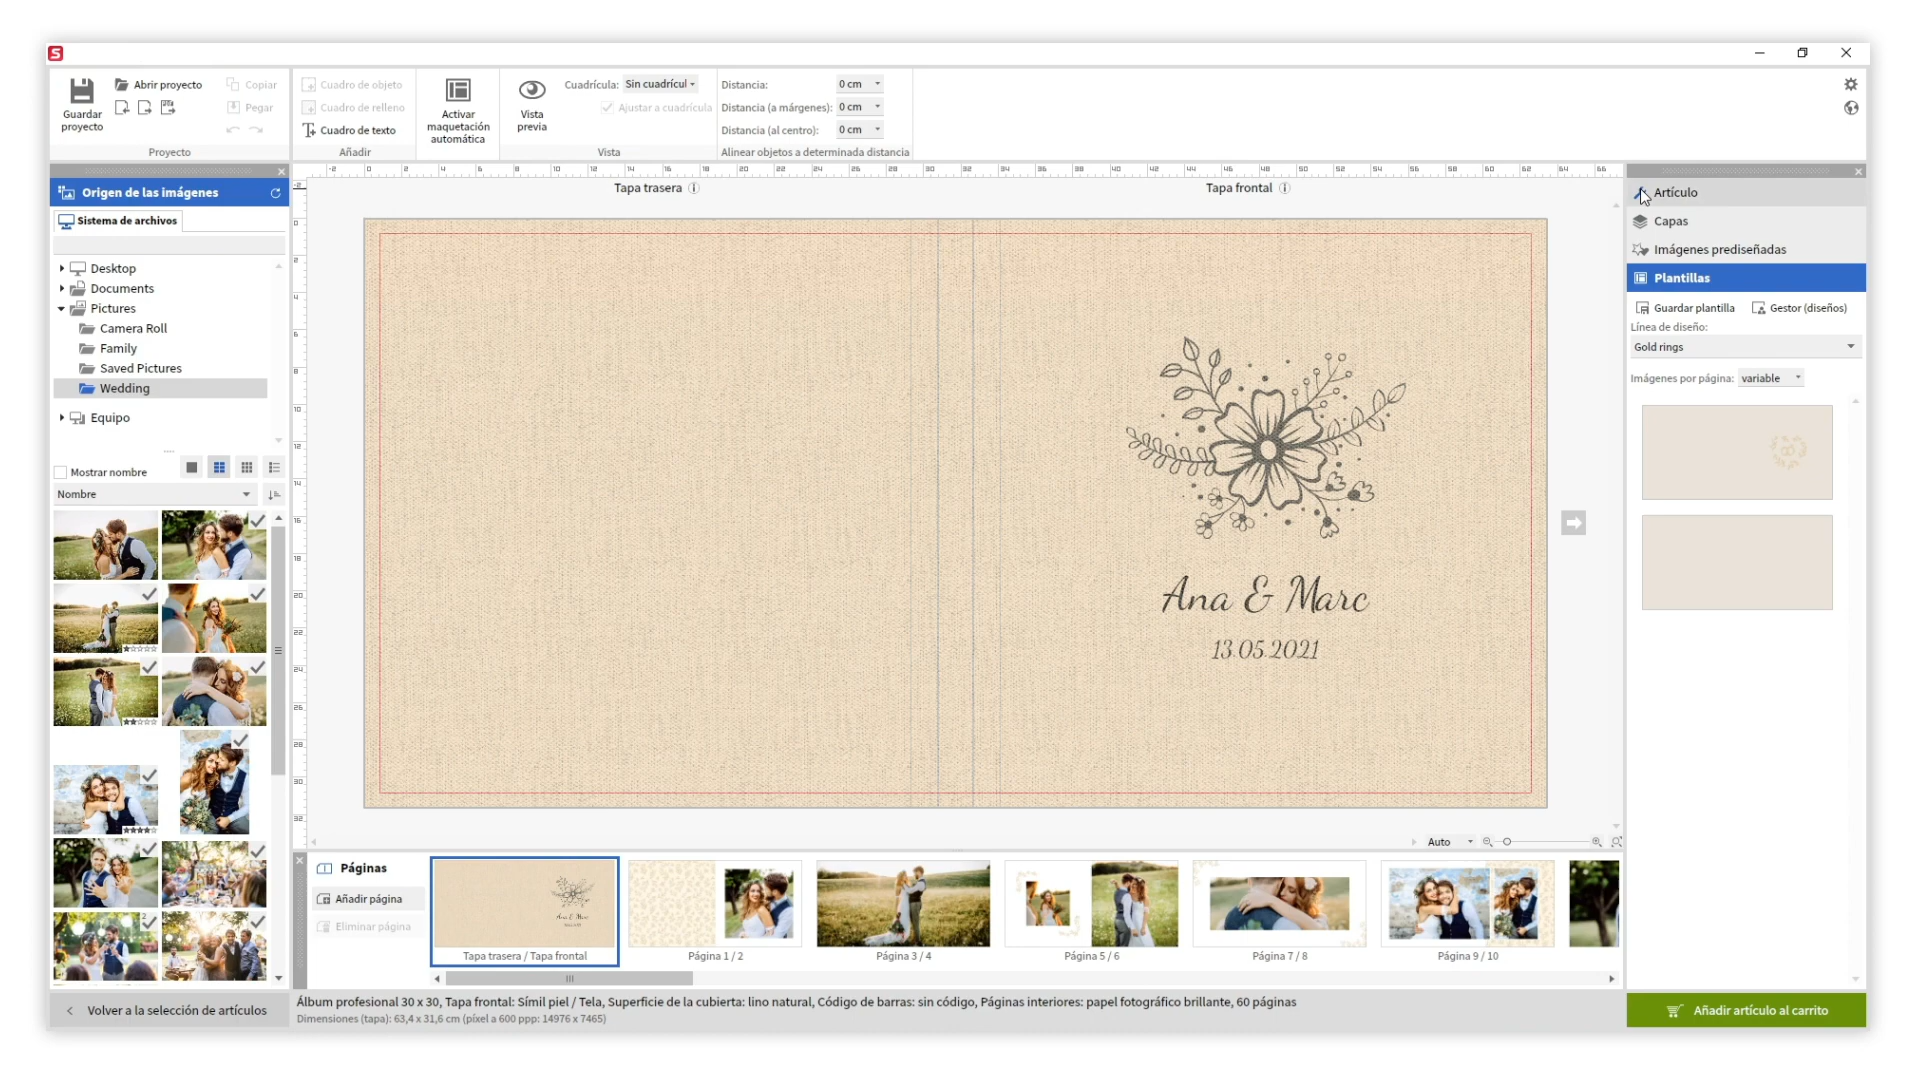 S
Guardar proyecto
Abrir proyecto
Copiar
Pegar
Proyecto
Cuadro de objeto
Cuadro de relleno
Cuadro de texto
Añadir
Activar
maquetación
automática
Vista
previa
Cuadrícula: Sin cuadrícul
Ajustar a cuadrícula
Vista
Distancia: 0 cm
Distancia (a márgenes): 0 cm
Distancia (al centro): 0 cm
Alinear objetos a determinada distancia
Origen de las imágenes
Sistema de archivos
Desktop
Documents
Pictures
Camera Roll
Family
Saved Pictures
Wedding
Equipo
Mostrar nombre
Nombre
Tapa trasera
Tapa frontal
Ana & Marc
13.05.2021
Auto
Artículo
Capas
Imágenes prediseñadas
Plantillas
Guardar plantilla
Gestor (diseños)
Línea de diseño:
Gold rings
Imágenes por página: variable
Páginas
Añadir página
Eliminar página
Tapa trasera / Tapa frontal
Página 1 / 2
Página 3 / 4
Página 5 / 6
Página 7 / 8
Página 9 / 10
Volver a la selección de artículos
Álbum profesional 30 x 30, Tapa frontal: Símil piel / Tela, Superficie de la cubierta: lino natural, Código de barras: sin código, Páginas interiores: papel fotográfico brillante, 60 páginas
Dimensiones (tapa): 63,4 x 31,6 cm (píxel a 600 ppp: 14976 x 7465)
Añadir artículo al carrito